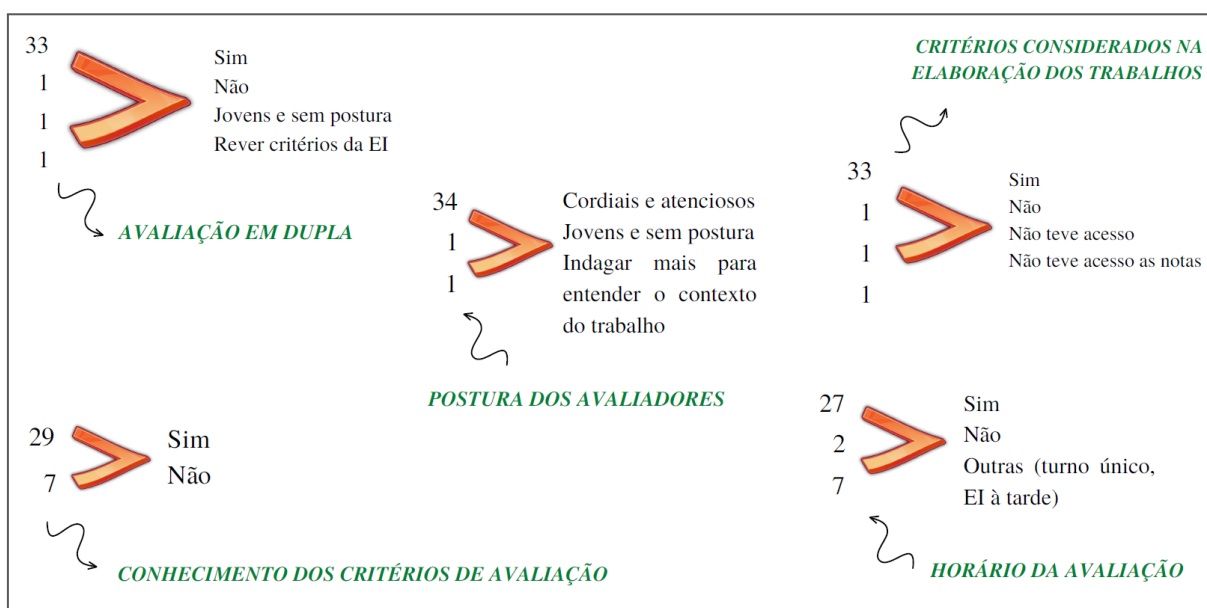 33
1
1
1
Sim
Não
Jovens e sem postura
Rever critérios da EI
AVALIAÇÃO EM DUPLA
34
1
1
Cordiais e atenciosos
Jovens e sem postura
Indagar mais para
entender o contexto
do trabalho
POSTURA DOS AVALIADORES
CRITÉRIOS CONSIDERADOS NA
ELABORAÇÃO DOS TRABALHOS
33
1
1
1
Sim
Não
Não teve acesso
Não teve acesso as notas
29
7
Sim
Não
CONHECIMENTO DOS CRITÉRIOS DE AVALIAÇÃO
27
2
7
Sim
Não
Outras (turno único,
EI à tarde)
HORÁRIO DA AVALIAÇÃO